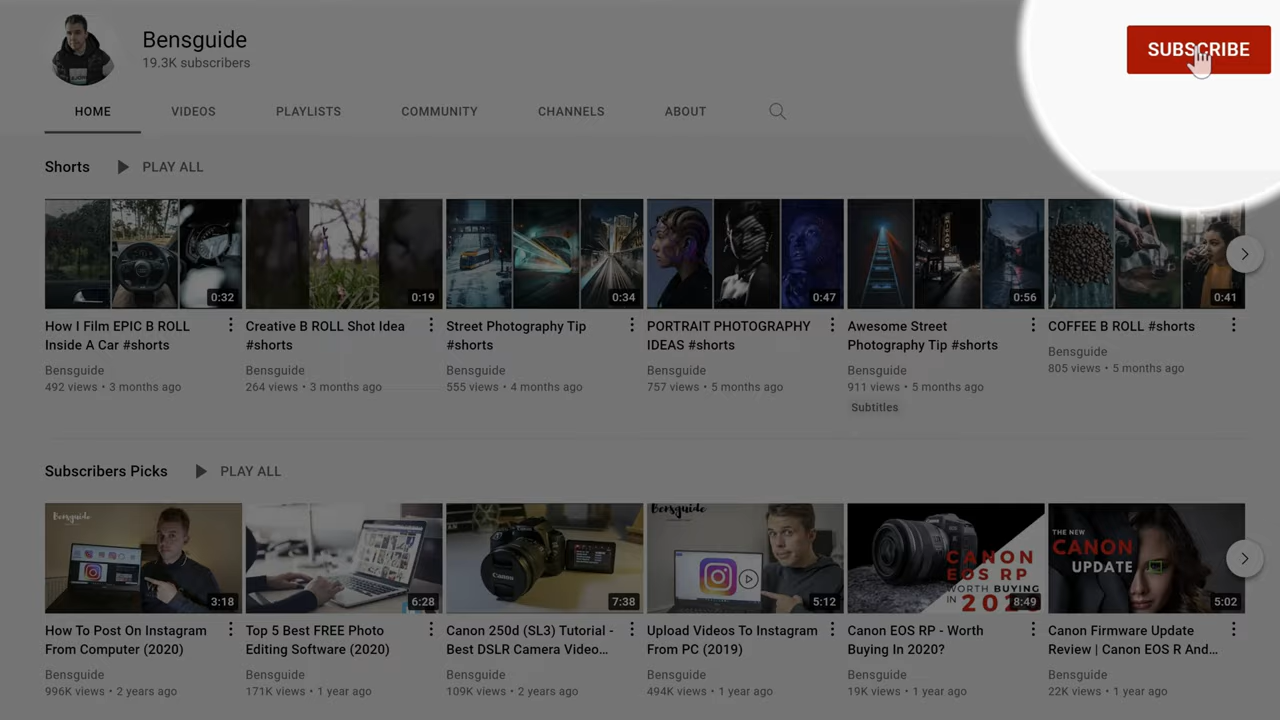 Bensguide
19.3K subscribers
SUBSCRIBE
HOME VIDEOS PLAYLISTS COMMUNITY CHANNELS ABOUT
Shorts PLAY ALL
0:32 0:19 0:34 0:47 0:56 0:41
How I Film EPIC B ROLL
Inside A Car #shorts
Bensguide
492 views • 3 months ago
Creative B ROLL Shot Idea
#shorts
Bensguide
264 views • 3 months ago
Street Photography Tip
#shorts
Bensguide
555 views • 4 months ago
PORTRAIT PHOTOGRAPHY
IDEAS #shorts
Bensguide
757 views • 5 months ago
Awesome Street
Photography Tip #shorts
Bensguide
911 views • 5 months ago
Subtitles
COFFEE B ROLL #shorts
Bensguide
805 views • 5 months ago
Subscribers Picks PLAY ALL
Bensguide
3:18
How To Post On Instagram
From Computer (2020)
Bensguide
996K views • 2 years ago
6:28
Top 5 Best FREE Photo
Editing Software (2020)
Bensguide
171K views • 1 year ago
Canon
7:38
Canon 250d (SL3) Tutorial -
Best DSLR Camera Video...
Bensguide
109K views • 2 years ago
Bensguide
5:12
Upload Videos To Instagram
From PC (2019)
Bensguide
494K views • 1 year ago
CANON
EOS RP
WORTH BUYING
IN
8:49
Canon EOS RP - Worth
Buying In 2020?
Bensguide
19K views • 1 year ago
THE NEW
CANON
UPDATE
5:02
Canon Firmware Update
Review | Canon EOS R And...
Bensguide
22K views • 1 year ago